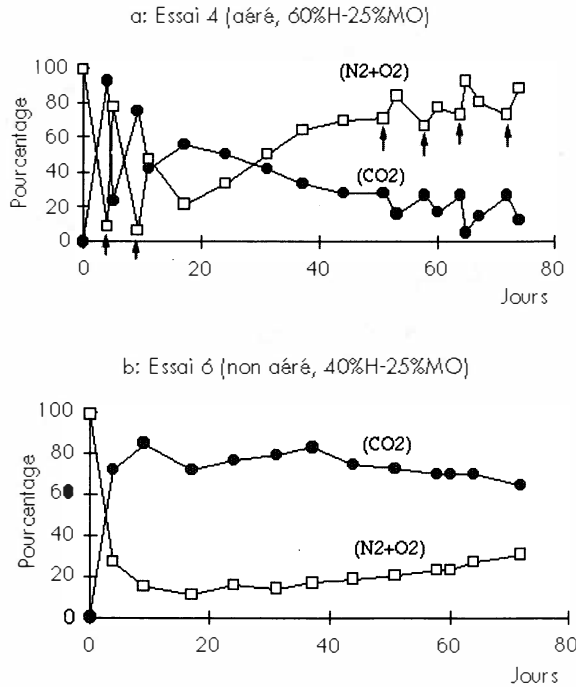 a: Essai 4 (aéré, 60%H-25%MO)
Pourcentage
100
80
60
40
20
0
(N2+O2)
(CO2)
0 20 40 60 80
Jours
b: Essai 6 (non aéré, 40%H-25%MO)
Pourcentage
100
80
60
40
20
0
(CO2)
(N2+O2)
0 20 40 60 80
Jours